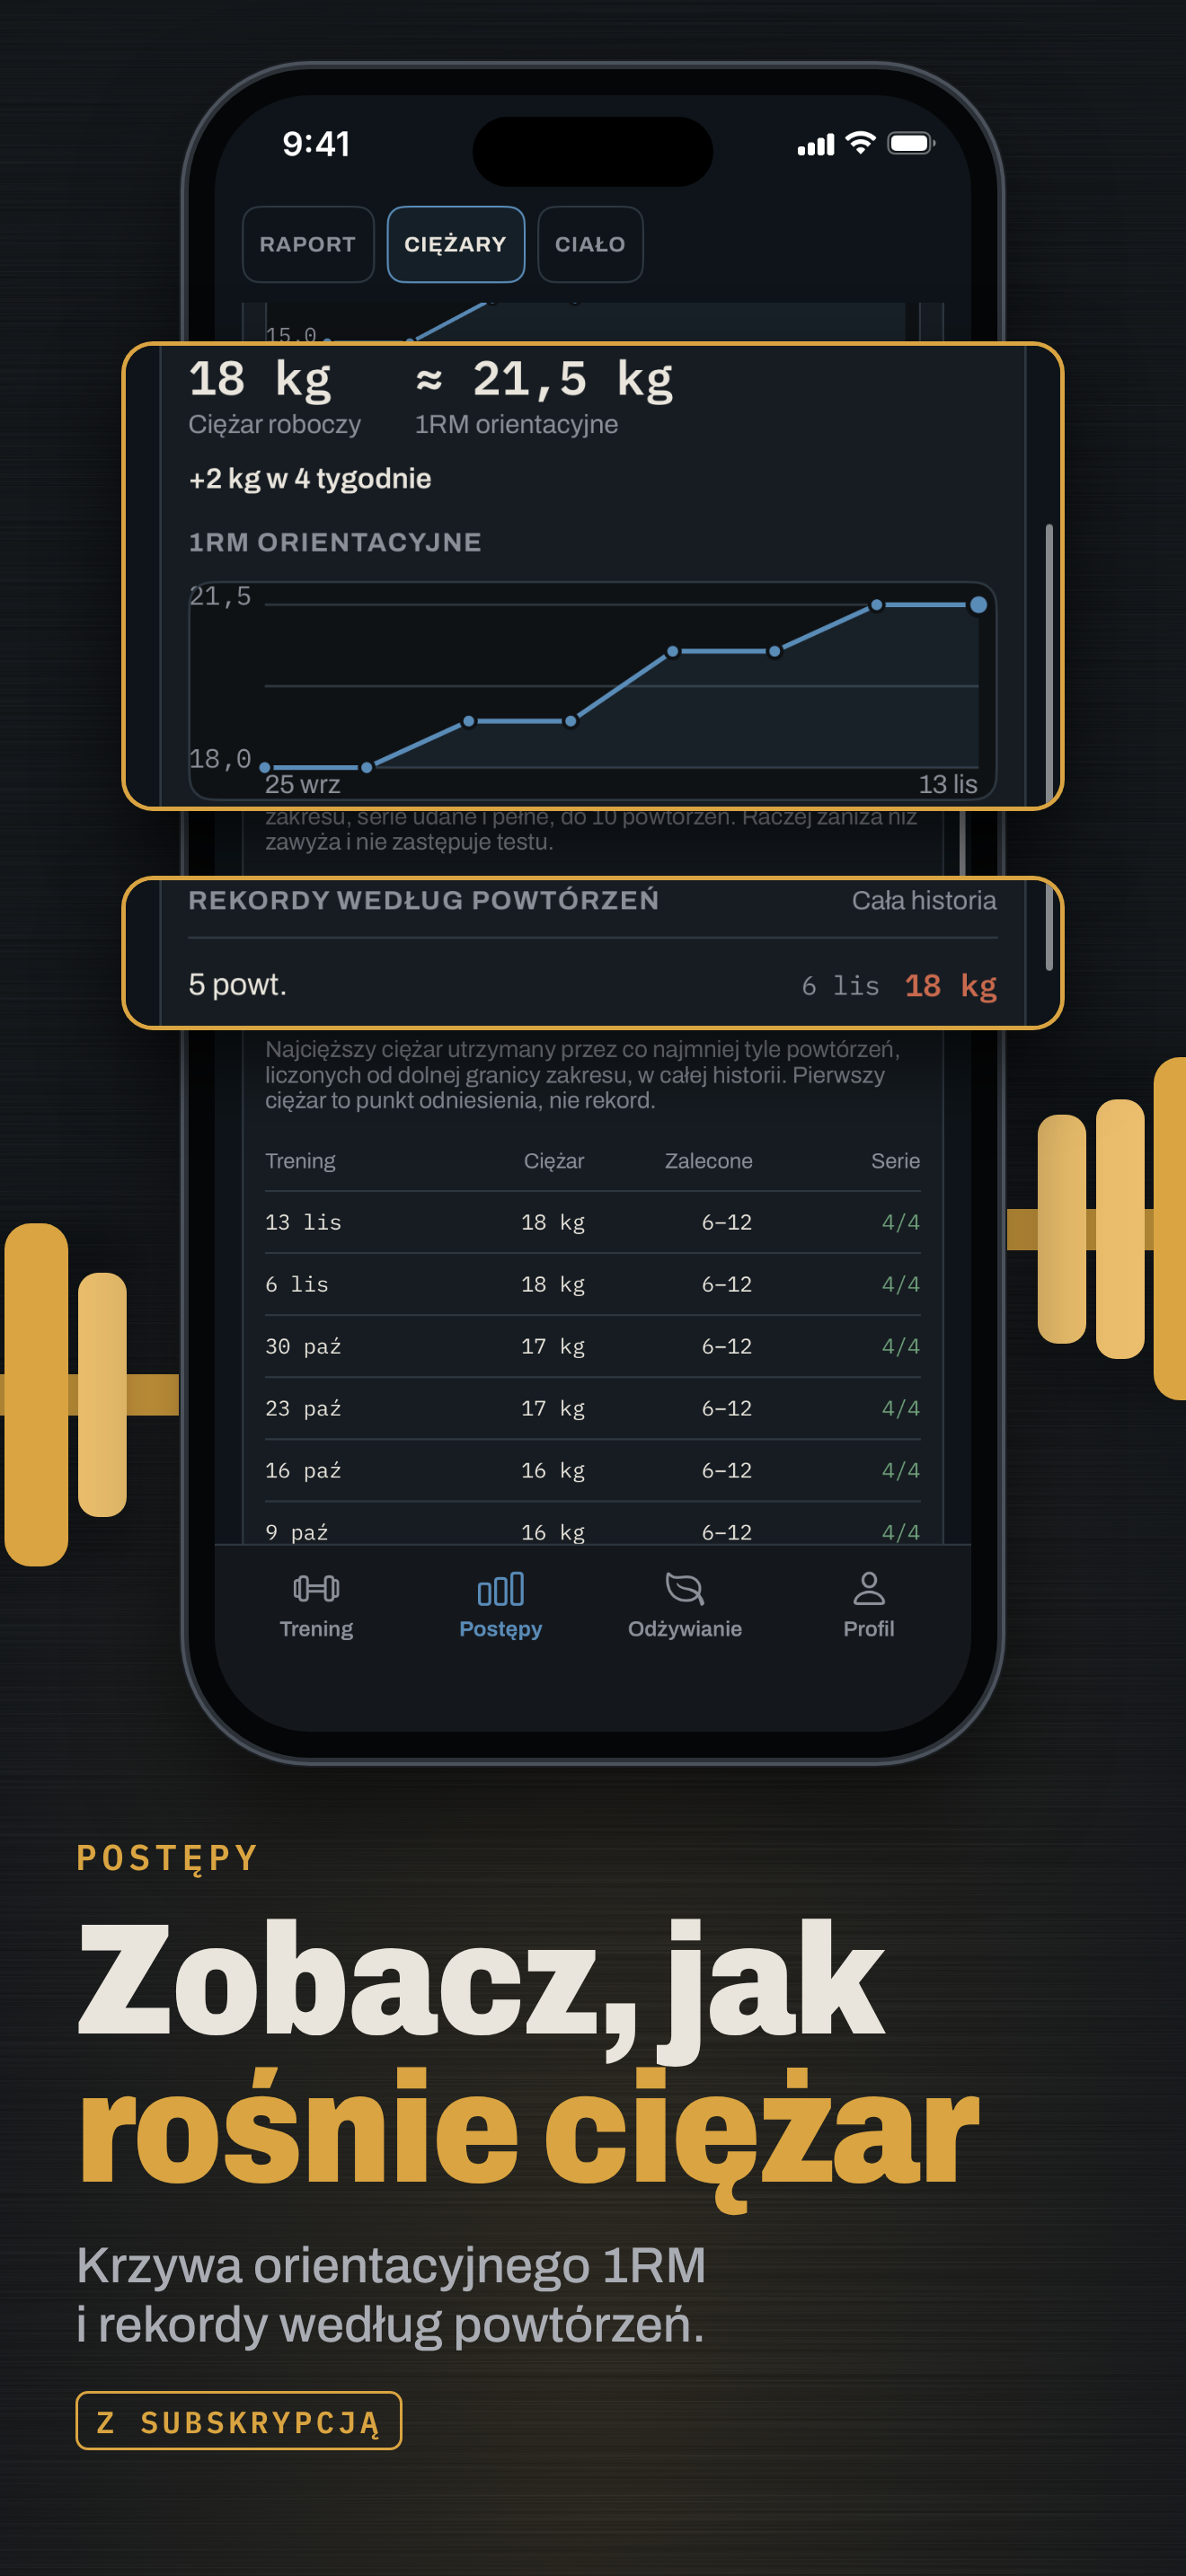 9:41
RAPORT
CIĘŻARY
CIAŁO
15,0
18 kg ≈ 21,5 kg
Ciężar roboczy 1RM orientacyjne
+2 kg w 4 tygodnie
1RM ORIENTACYJNE
21,5
18,0
25 wrz 13 lis
zakresu, serie udane i pełne, do 10 powtórzeń. Raczej zaniża niż
zawyża i nie zastępuje testu.
REKORDY WEDŁUG POWTÓRZEŃ Cała historia
5 powt. 6 lis 18 kg
Najcięższy ciężar utrzymany przez co najmniej tyle powtórzeń,
liczonych od dolnej granicy zakresu, w całej historii. Pierwszy
ciężar to punkt odniesienia, nie rekord.
Trening Ciężar Zalecone Serie
13 lis 18 kg 6–12 4/4
6 lis 18 kg 6–12 4/4
30 paź 17 kg 6–12 4/4
23 paź 17 kg 6–12 4/4
16 paź 16 kg 6–12 4/4
9 paź 16 kg 6–12 4/4
Trening Postępy Odżywianie Profil
POSTĘPY
Zobacz, jak
rośnie ciężar
Krzywa orientacyjnego 1RM
i rekordy według powtórzeń.
Z SUBSKRYPCJĄ